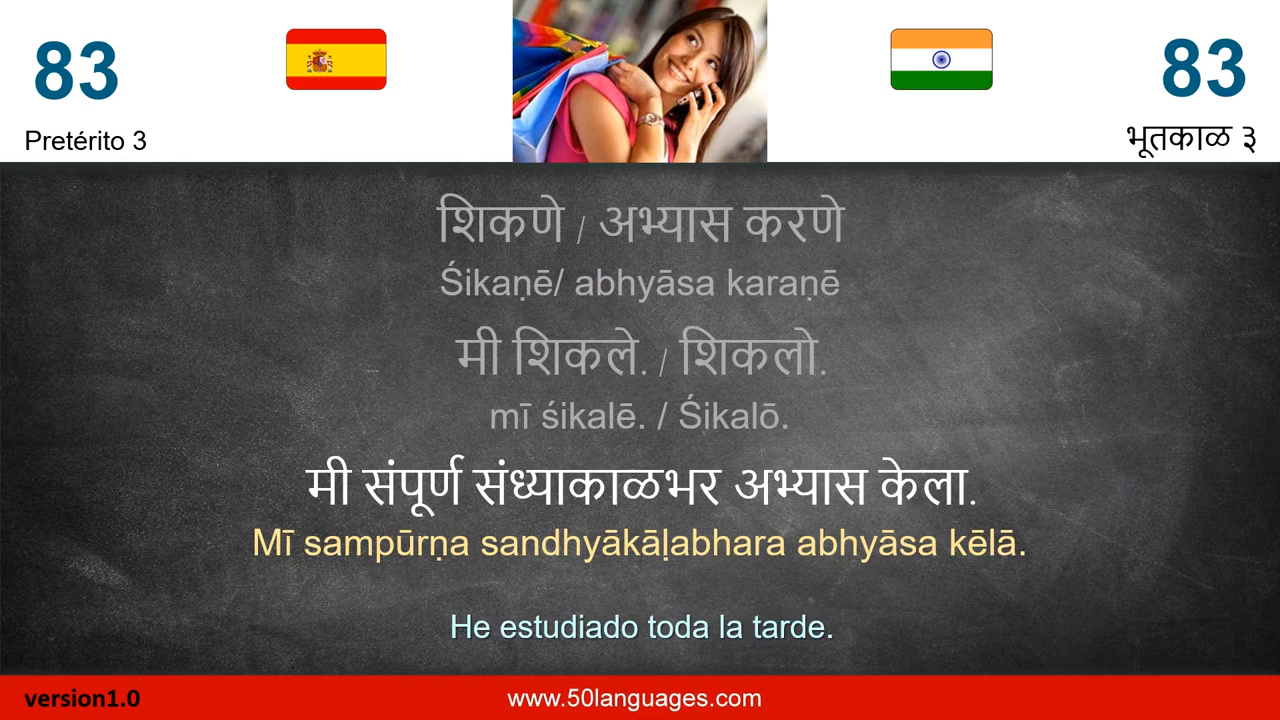 83
83
Pretérito 3
भूतकाळ ३
शिकणे / अभ्यास करणे
Śikaṇē/ abhyāsa karaṇē
मी शिकले. / शिकलो.
mī śikalē. / Śikalō.
मी संपूर्ण संध्याकाळभर अभ्यास केला.
Mī sampūrṇa sandhyākāḷabhara abhyāsa kēlā.
He estudiado toda la tarde.
version1.0
www.50languages.com